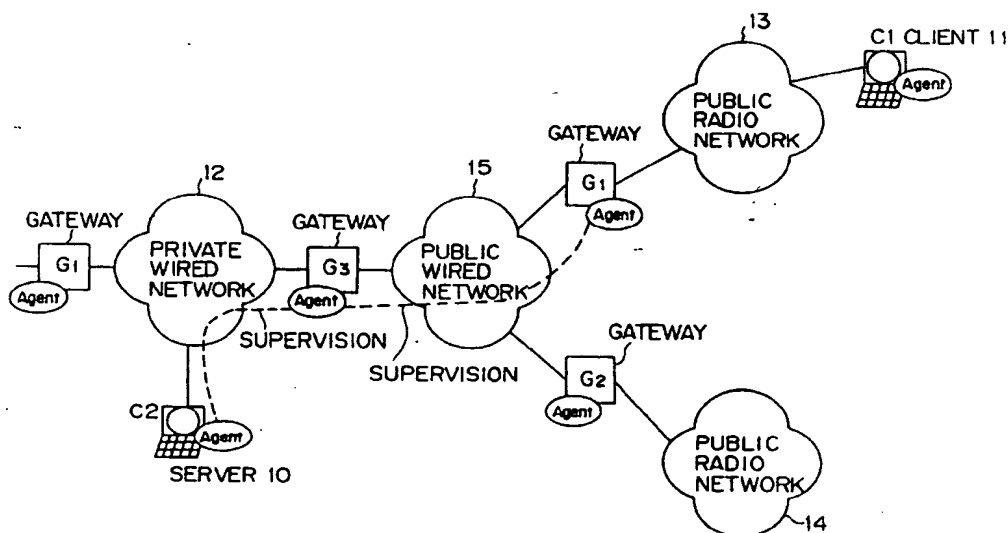 13
C1 CLIENT 11
Agent
PUBLIC
RADIO
NETWORK
GATEWAY
G1
Agent
12
15
GATEWAY
G1
Agent
PRIVATE
WIRED
NETWORK
GATEWAY
G3
Agent
PUBLIC
WIRED
NETWORK
SUPERVISION
SUPERVISION
GATEWAY
G2
Agent
C2
Agent
SERVER 10
PUBLIC
RADIO
NETWORK
14